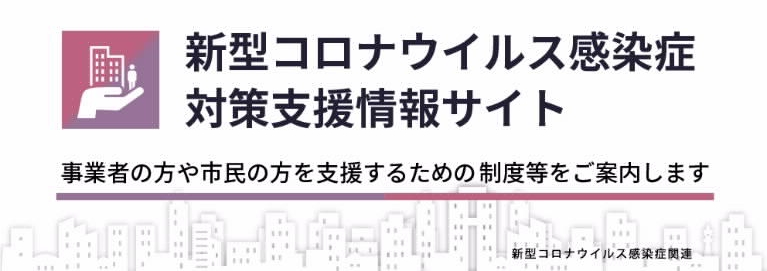 新型コロナウイルス感染症
対策支援情報サイト
事業者の方や市民の方を支援するための制度等をご案内します
新型コロナウイルス感染症関連